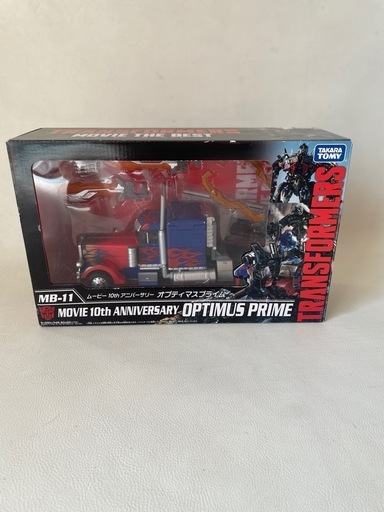 MOVIE THE BEST
TAKARA
TOMY
TRANSFORMERS
MB-11
ムービー 10th アニバーサリー オプティマスプライム
MOVIE 10th ANNIVERSARY OPTIMUS PRIME